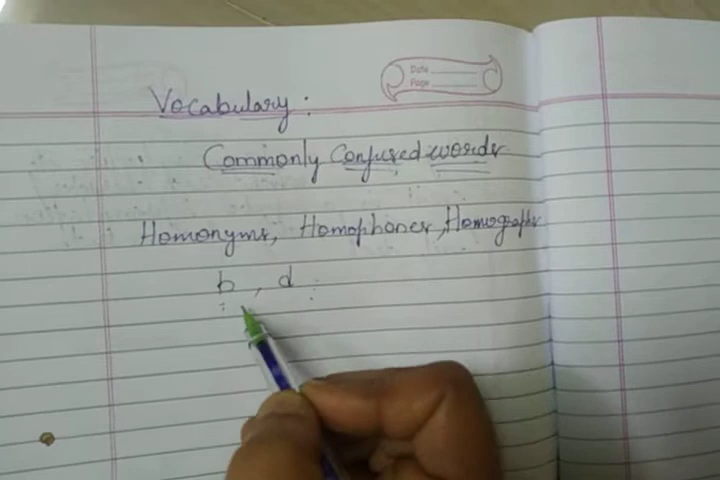 Date
Page
Vocabulary :
Commonly Confused words
Homonyms, Homophones, Homographs
b, d